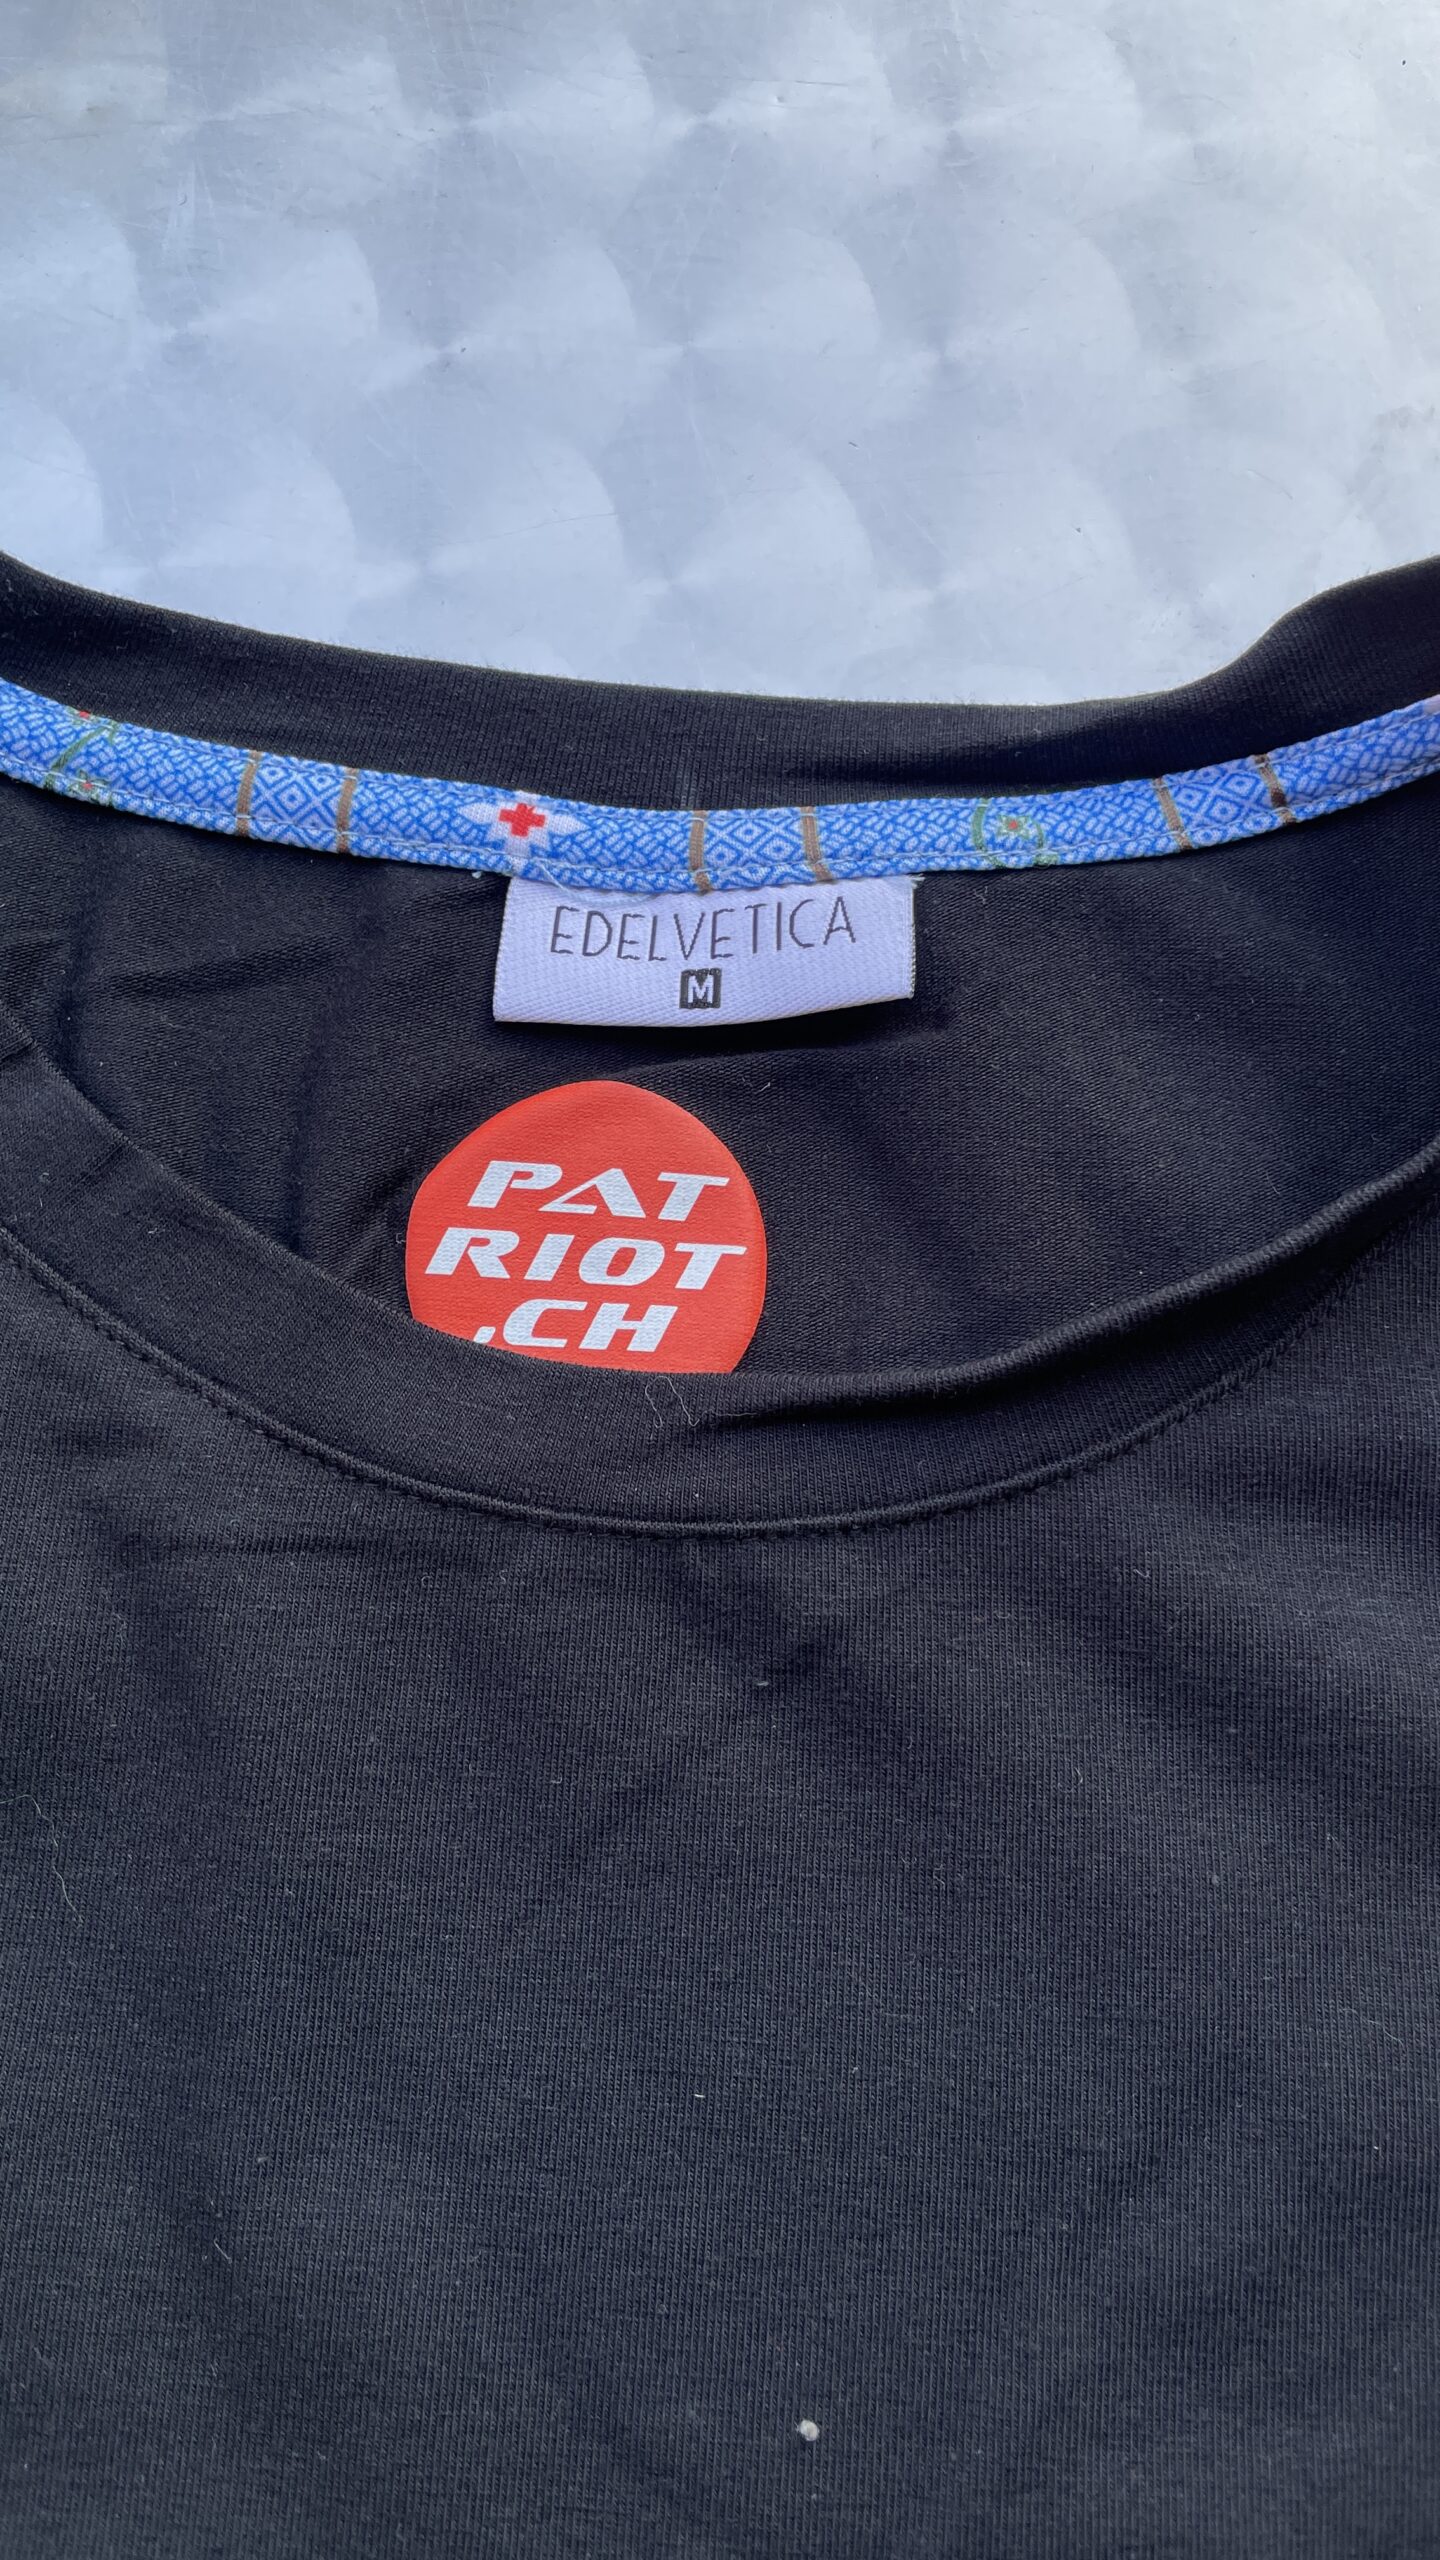 EDELVETICA
M
PAT
RIOT
.CH